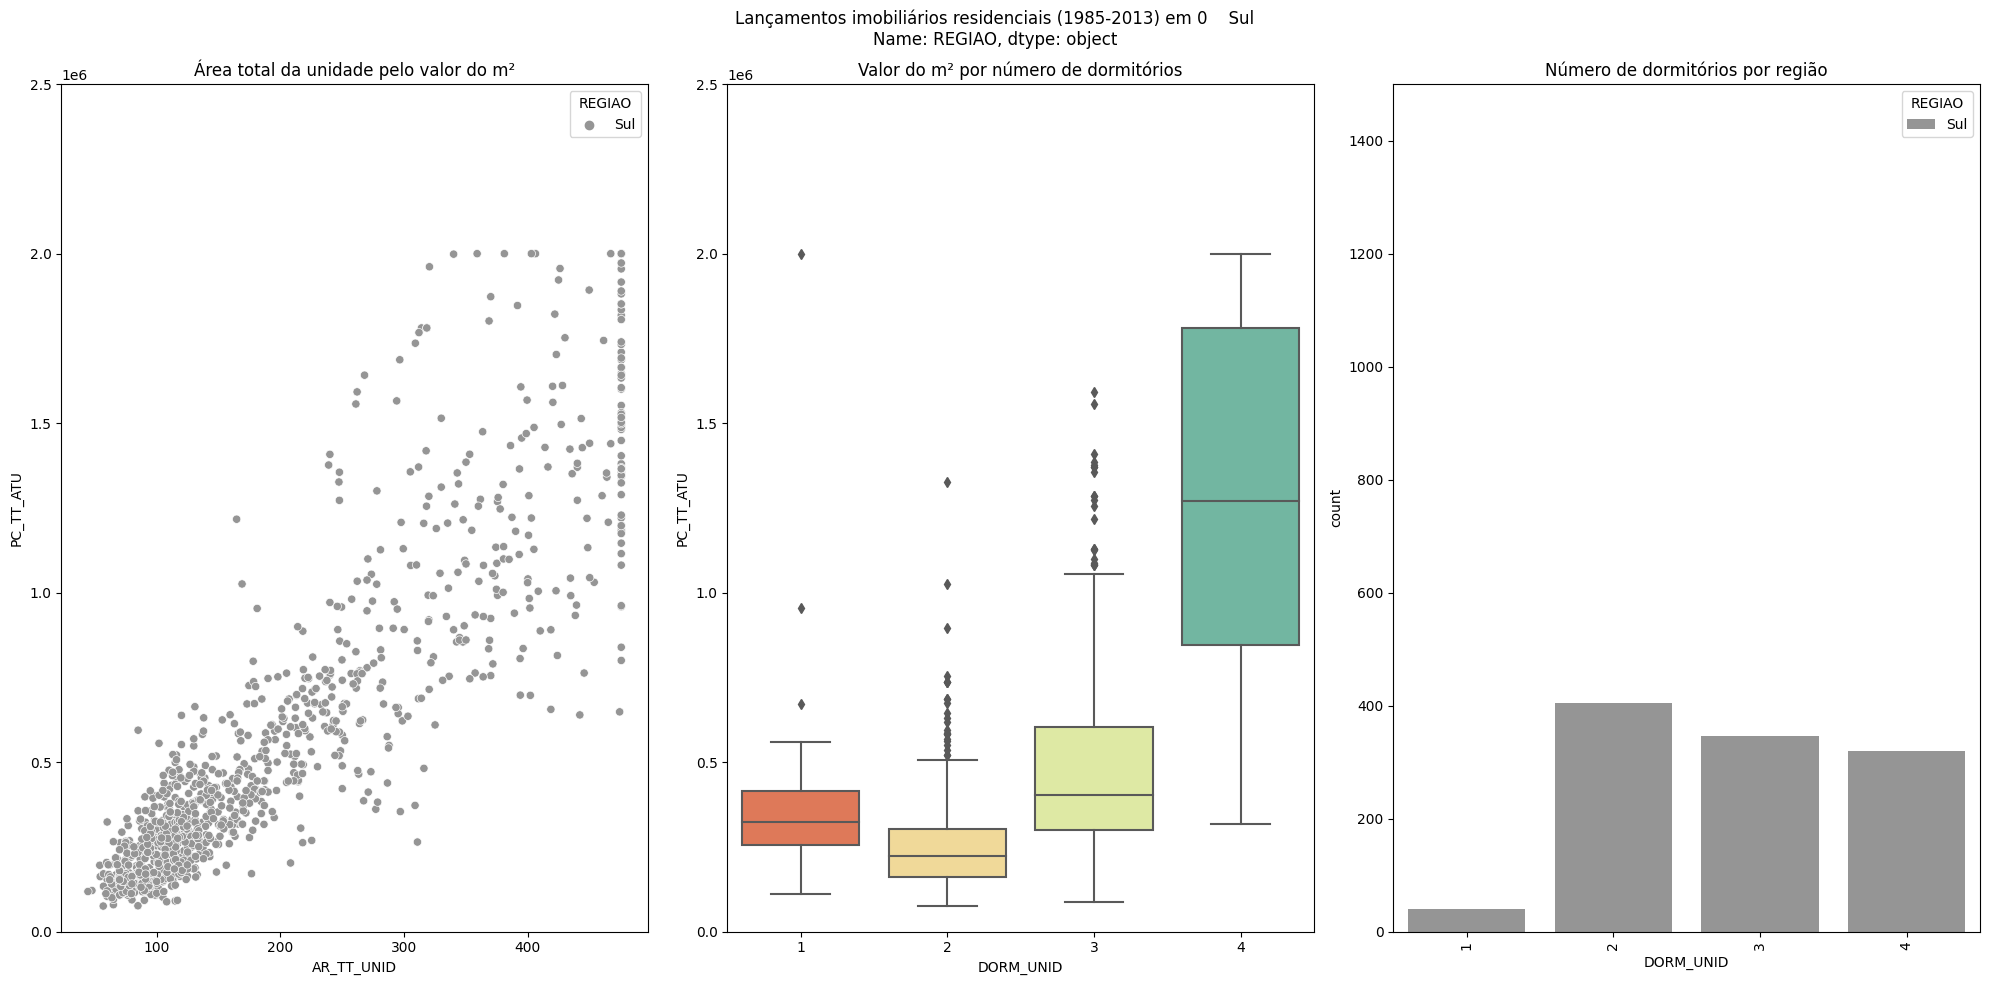 Lançamentos imobiliários residenciais (1985-2013) em 0    Sul
Name: REGIAO, dtype: object
Área total da unidade pelo valor do m²
1e6
2.5
2.0
1.5
1.0
0.5
0.0
PC_TT_ATU
REGIAO
Sul
100 200 300 400
AR_TT_UNID
Valor do m² por número de dormitórios
1e6
2.5
2.0
1.5
1.0
0.5
0.0
PC_TT_ATU
1 2 3 4
DORM_UNID
Número de dormitórios por região
1400
1200
1000
800
600
400
200
0
count
REGIAO
Sul
1 2 3 4
DORM_UNID